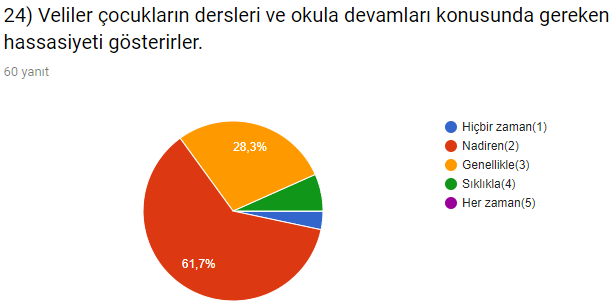 24) Veliler çocukların dersleri ve okula devamları konusunda gereken
hassasiyeti gösterirler.
60 yanıt
28,3%
61,7%
Hiçbir zaman(1)
Nadiren(2)
Genellikle(3)
Sıklıkla(4)
Her zaman(5)